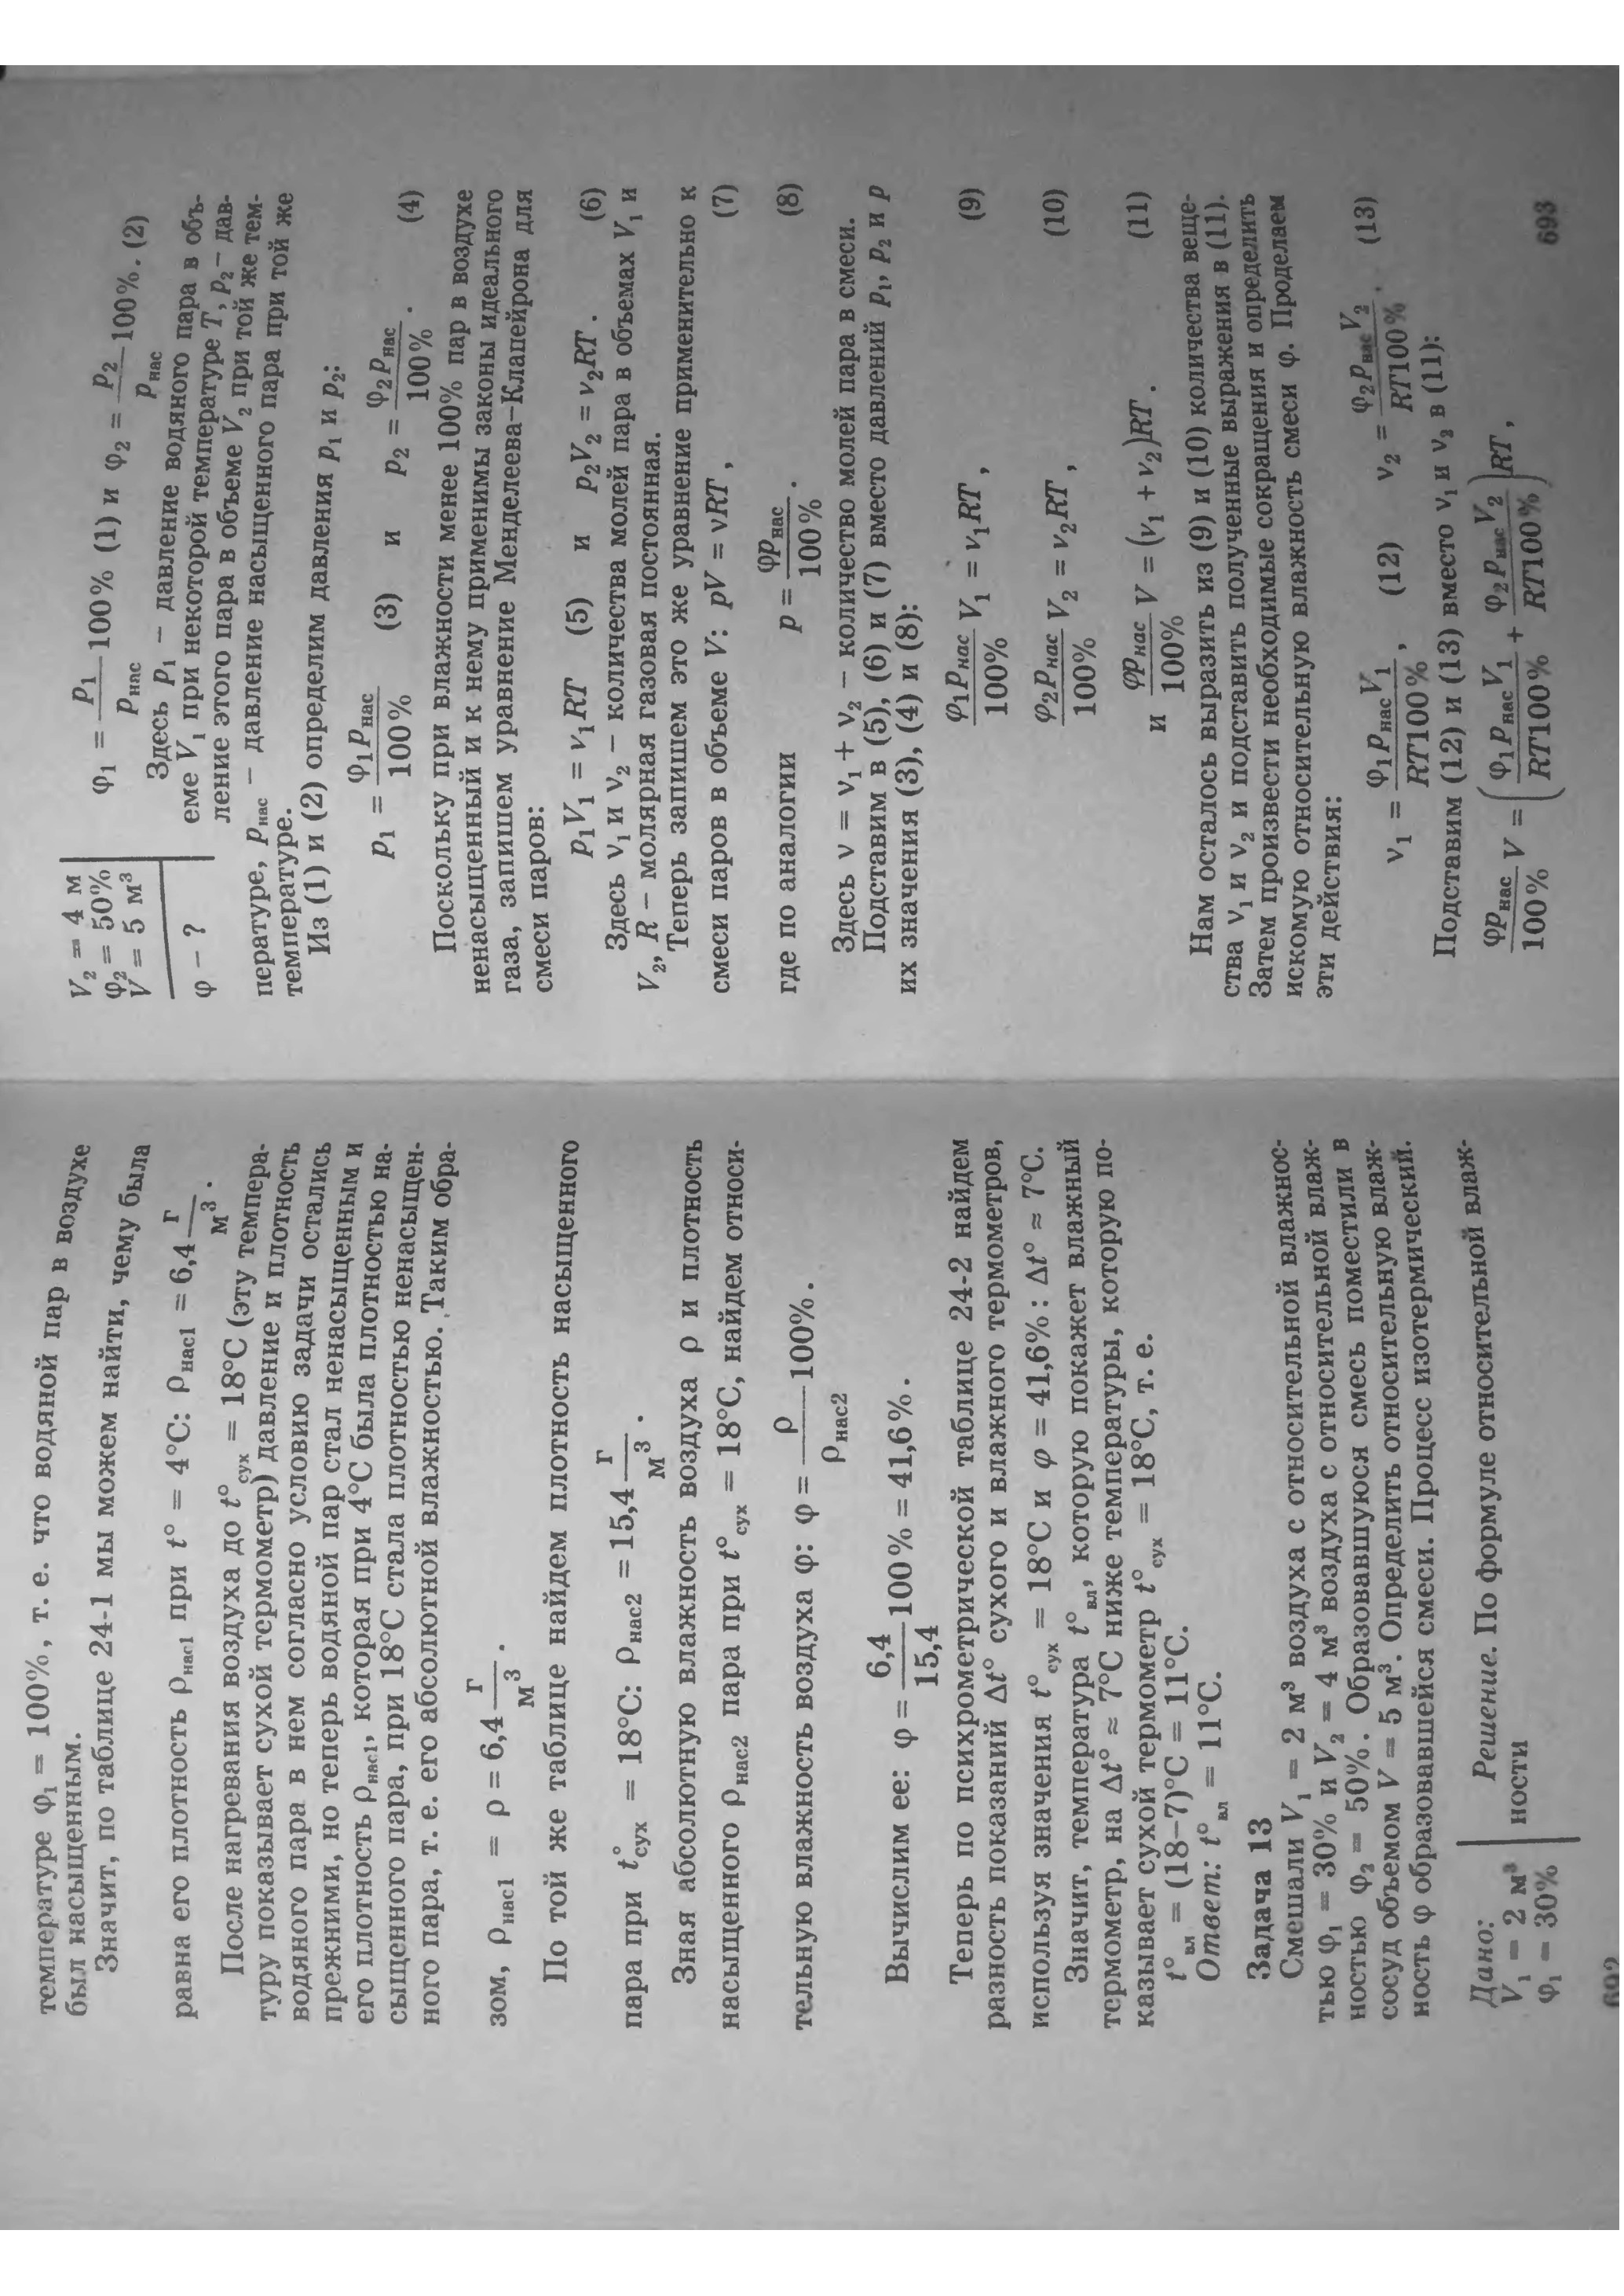 температуре φ₁ = 100%, т. е. что водяной пар в воздухе
был насыщенным.
Значит, по таблице 24-1 мы можем найти, чему была
равна его плотность ρнас1 при t° = 4°С: ρнас1 = 6,4 г/м³.
После нагревания воздуха до t°сух = 18°С (эту темпера-
туру показывает сухой термометр) давление и плотность
водяного пара в нем согласно условию задачи остались
прежними, но теперь водяной пар стал ненасыщенным и
его плотность ρнас1, которая при 4°С была плотностью на-
сыщенного пара, при 18°С стала плотностью ненасыщен-
ного пара, т. е. его абсолютной влажностью. Таким обра-
зом, ρнас1 = ρ = 6,4 г/м³.
По той же таблице найдем плотность насыщенного
пара при t°сух = 18°С: ρнас2 = 15,4 г/м³.
Зная абсолютную влажность воздуха ρ и плотность
насыщенного ρнас2 пара при t°сух = 18°С, найдем относи-
тельную влажность воздуха φ: φ = ρ/ρнас2 100%.
Вычислим ее: φ = 6,4/15,4 100% = 41,6%.
Теперь по психрометрической таблице 24-2 найдем
разность показаний Δt° сухого и влажного термометров,
используя значения t°сух = 18°С и φ = 41,6%: Δt° ≈ 7°С.
Значит, температура t°вл, которую покажет влажный
термометр, на Δt° ≈ 7°С ниже температуры, которую по-
казывает сухой термометр t°сух = 18°С, т. е.
t°вл = (18–7)°С = 11°С.
Ответ: t°вл = 11°С.
Задача 13
Смешали V₁ = 2 м³ воздуха с относительной влажнос-
тью φ₁ = 30% и V₂ = 4 м³ воздуха с относительной влаж-
ностью φ₂ = 50%. Образовавшуюся смесь поместили в
сосуд объемом V = 5 м³. Определить относительную влаж-
ность φ образовавшейся смеси. Процесс изотермический.
Дано:
V₁ = 2 м³
φ₁ = 30%
Решение. По формуле относительной влаж-
ности
692
V₂ = 4 м
φ₂ = 50%
V = 5 м³
φ – ?
φ₁ = p₁/pнас 100% (1) и φ₂ = p₂/pнас 100%. (2)
Здесь p₁ – давление водяного пара в объ-
еме V₁ при некоторой температуре T, p₂ – дав-
ление этого пара в объеме V₂ при той же тем-
пературе, pнас – давление насыщенного пара при той же
температуре.
Из (1) и (2) определим давления p₁ и p₂:
p₁ = φ₁pнас/100% (3) и p₂ = φ₂pнас/100%. (4)
Поскольку при влажности менее 100% пар в воздухе
ненасыщенный и к нему применимы законы идеального
газа, запишем уравнение Менделеева–Клапейрона для
смеси паров:
p₁V₁ = ν₁RT (5) и p₂V₂ = ν₂RT. (6)
Здесь ν₁ и ν₂ – количества молей пара в объемах V₁ и
V₂, R – молярная газовая постоянная.
Теперь запишем это же уравнение применительно к
смеси паров в объеме V: pV = νRT, (7)
где по аналогии p = φpнас/100%. (8)
Здесь ν = ν₁ + ν₂ – количество молей пара в смеси.
Подставим в (5), (6) и (7) вместо давлений p₁, p₂ и p
их значения (3), (4) и (8):
φ₁pнас/100% V₁ = ν₁RT, (9)
φ₂pнас/100% V₂ = ν₂RT, (10)
и φpнас/100% V = (ν₁ + ν₂)RT. (11)
Нам осталось выразить из (9) и (10) количества веще-
ства ν₁ и ν₂ и подставить полученные выражения в (11).
Затем произвести необходимые сокращения и определить
искомую относительную влажность смеси φ. Проделаем
эти действия:
ν₁ = φ₁pнасV₁/RT100%, (12) ν₂ = φ₂pнасV₂/RT100%. (13)
Подставим (12) и (13) вместо ν₁ и ν₂ в (11):
φpнас/100% V = (φ₁pнасV₁/RT100% + φ₂pнасV₂/RT100%)RT,
693